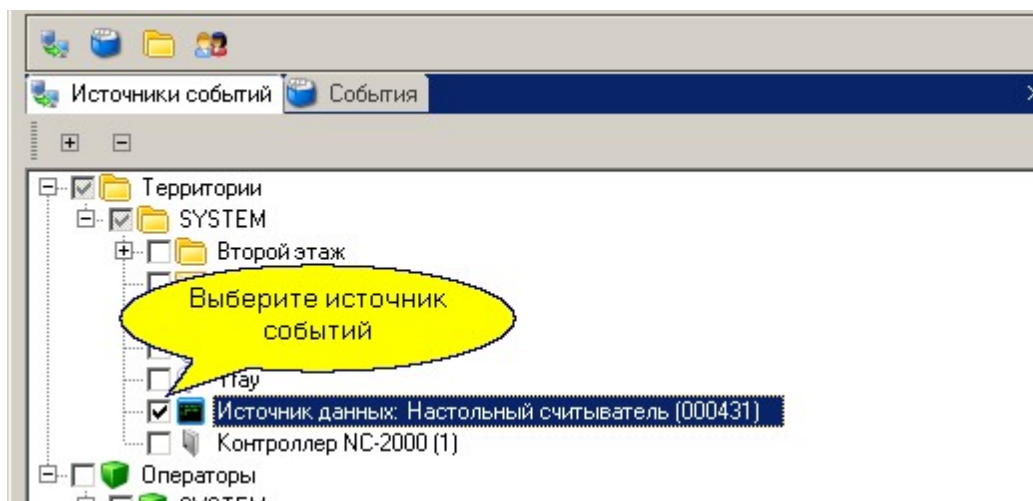 Источники событий
События
Территории
SYSTEM
Второй этаж
Выберите источник
событий
Источник данных: Настольный считыватель (000431)
Контроллер NC-2000 (1)
Операторы
SYSTEM